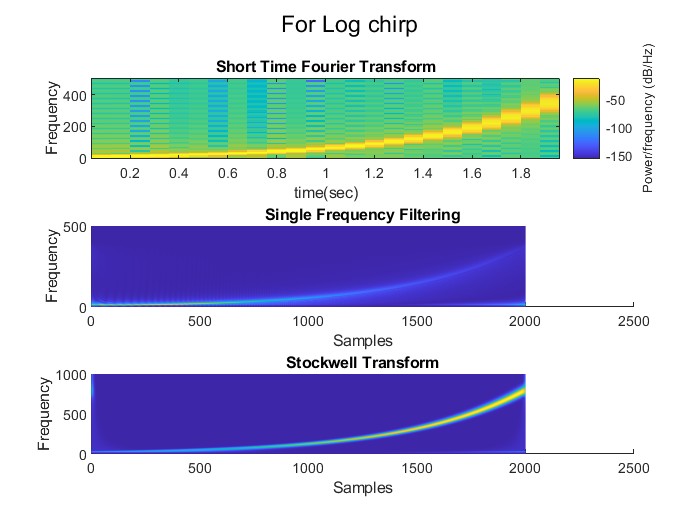 For Log chirp
Short Time Fourier Transform
Frequency
400
200
0
0.2 0.4 0.6 0.8 1 1.2 1.4 1.6 1.8
time(sec)
-50
-100
-150
Power/frequency (dB/Hz)
Single Frequency Filtering
Frequency
500
0
0 500 1000 1500 2000 2500
Samples
Stockwell Transform
Frequency
1000
500
0
0 500 1000 1500 2000 2500
Samples